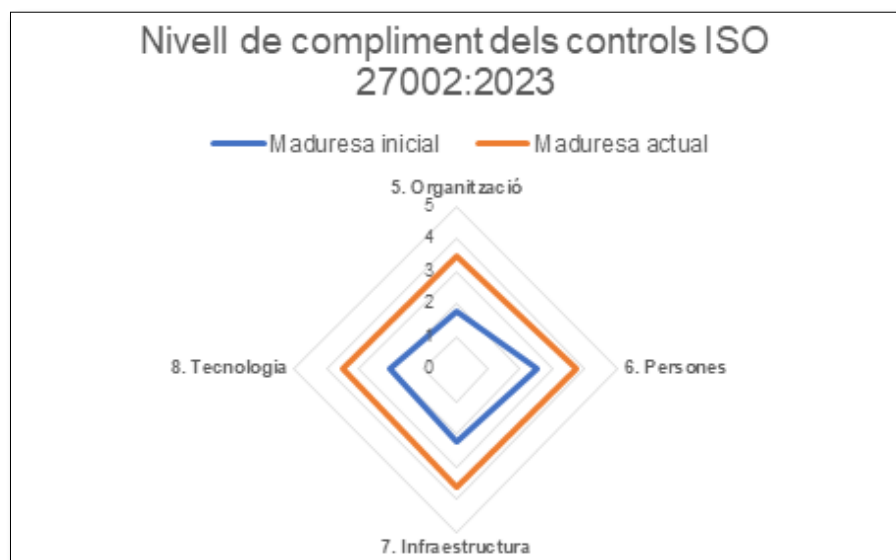 Nivell de compliment dels controls ISO
27002:2023
Maduresa inicial
Maduresa actual
5. Organització
5
4
3
2
1
0
8. Tecnologia
6. Persones
7. Infraestructura